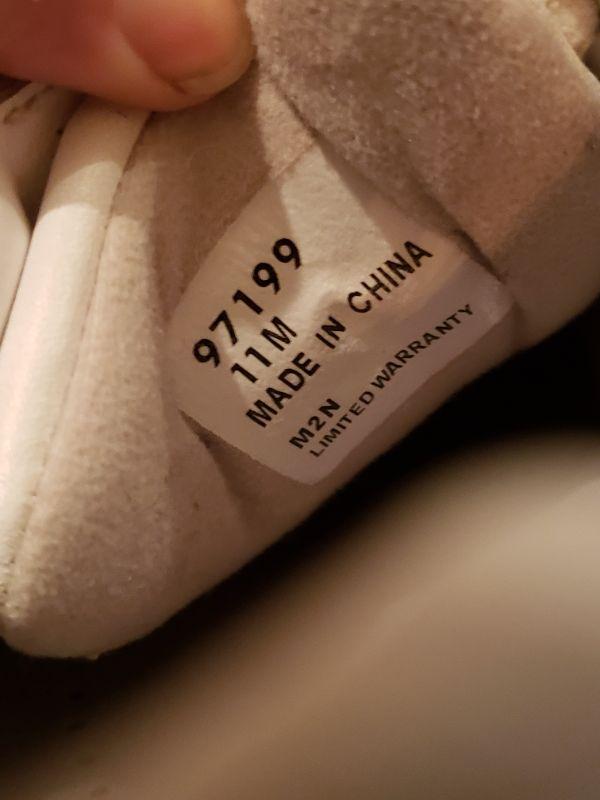 97199
11M
MADE IN CHINA
M2N
LIMITED WARRANTY